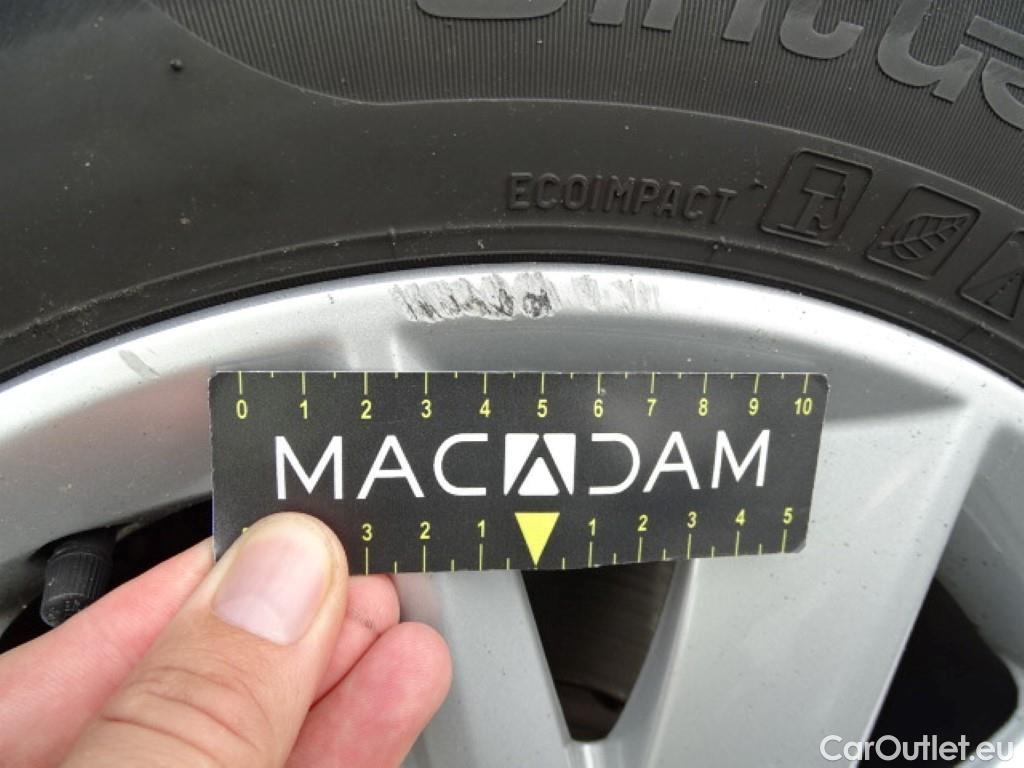 ECOIMPACT
0 1 2 3 4 5 6 7 8 9 10
MACADAM
3 2 1 1 2 3 4 5
CarOutlet.eu